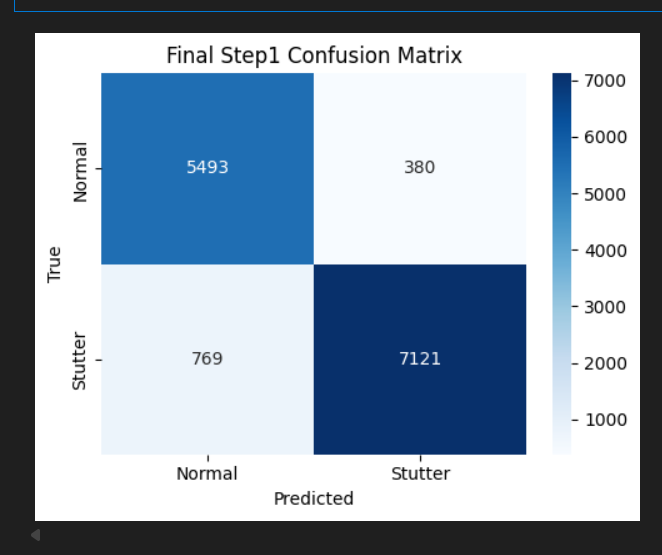 Final Step1 Confusion Matrix
True
Normal
5493
380
Stutter
769
7121
Normal
Stutter
Predicted
7000
6000
5000
4000
3000
2000
1000